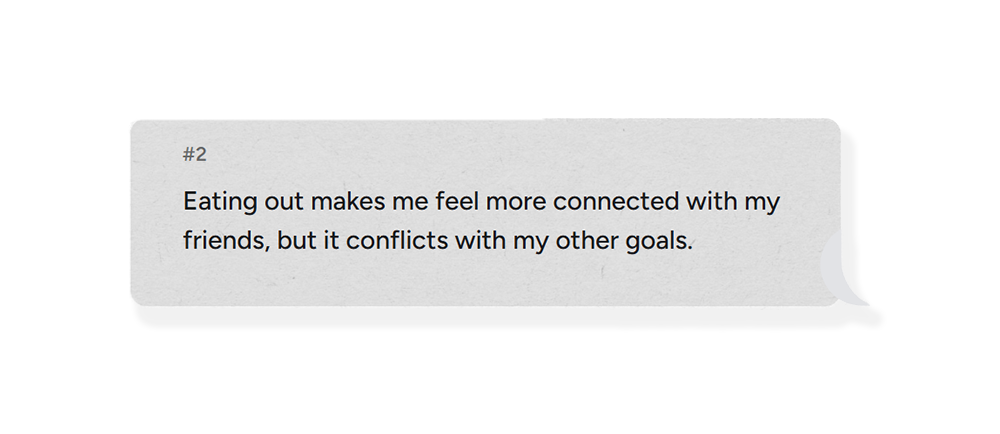 #2
Eating out makes me feel more connected with my
friends, but it conflicts with my other goals.